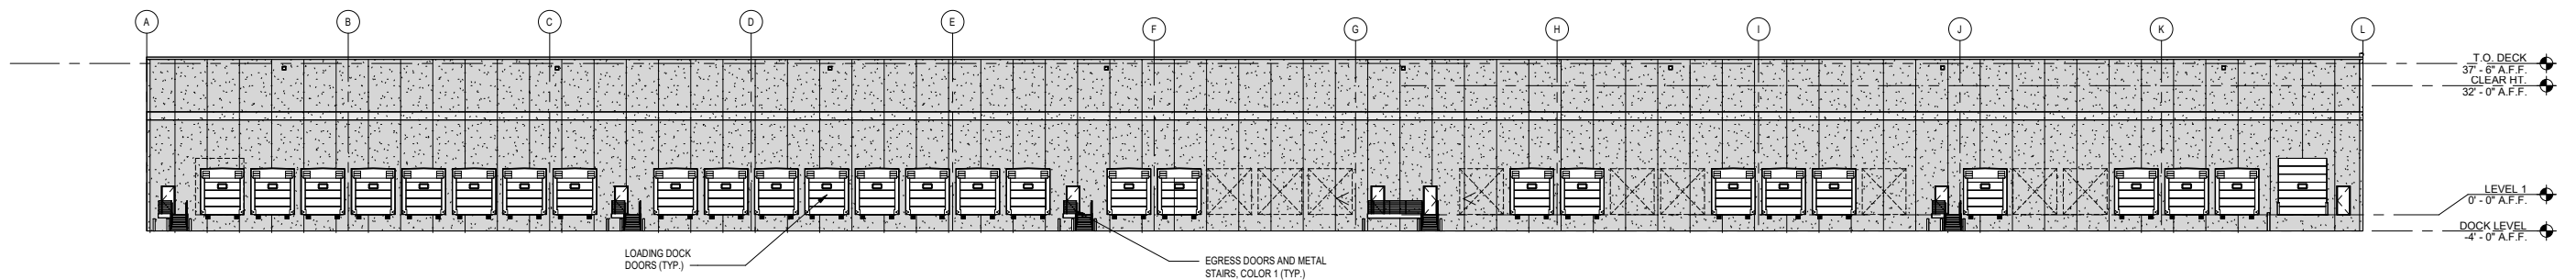 A
B
C
D
E
F
G
H
I
J
K
L
T.O. DECK
37' - 6" A.F.F.
CLEAR HT.
32' - 0" A.F.F.
LEVEL 1
0' - 0" A.F.F.
DOCK LEVEL
-4' - 0" A.F.F.
LOADING DOCK
DOORS (TYP.)
EGRESS DOORS AND METAL
STAIRS, COLOR 1 (TYP.)